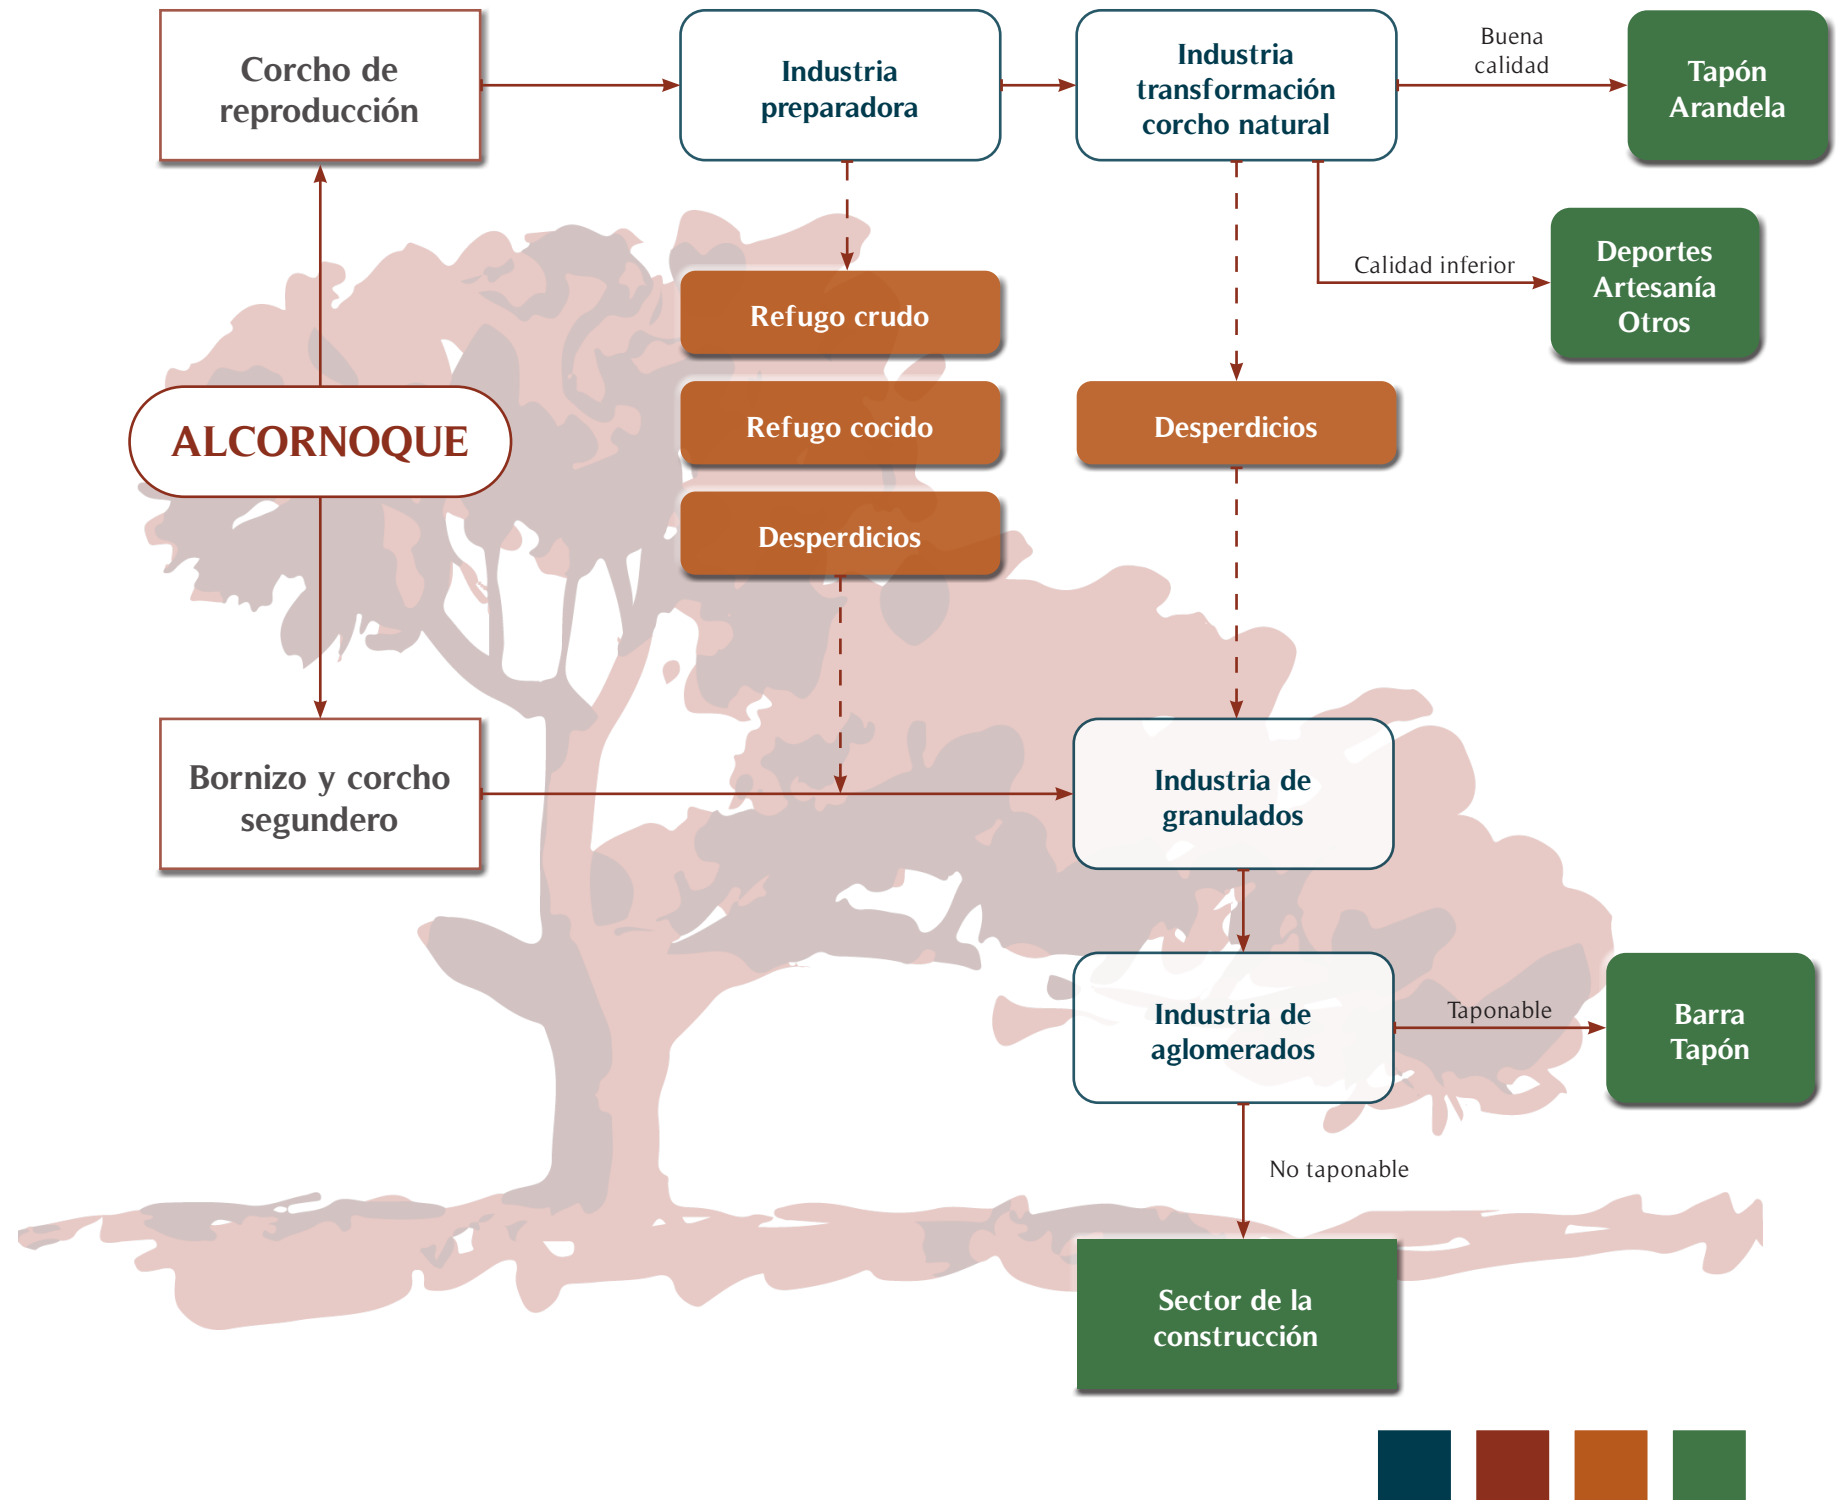 Corcho de
reproducción
Industria
preparadora
Industria
transformación
corcho natural
Buena
calidad
Tapón
Arandela
Calidad inferior
Deportes
Artesanía
Otros
Refugo crudo
Refugo cocido
Desperdicios
Desperdicios
ALCORNOQUE
Bornizo y corcho
segundero
Industria de
granulados
Industria de
aglomerados
Taponable
Barra
Tapón
No taponable
Sector de la
construcción